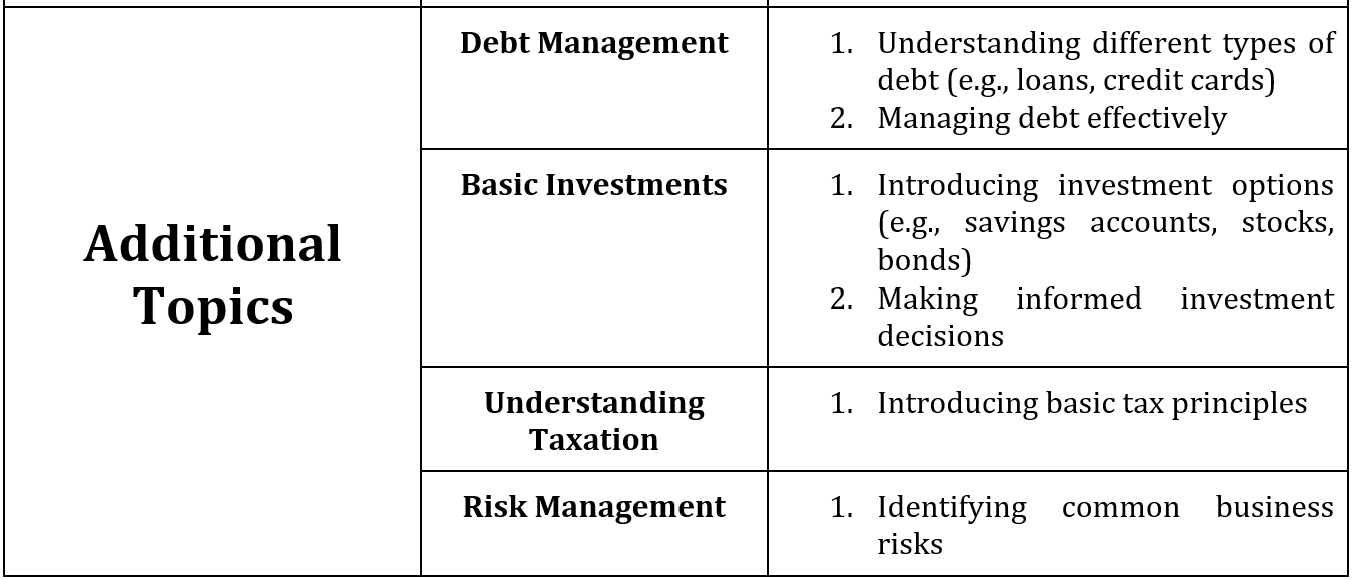 Additional
Topics
Debt Management
1. Understanding different types of
debt (e.g., loans, credit cards)
2. Managing debt effectively
Basic Investments
1. Introducing investment options
(e.g., savings accounts, stocks,
bonds)
2. Making informed investment
decisions
Understanding
Taxation
1. Introducing basic tax principles
Risk Management
1. Identifying common business
risks